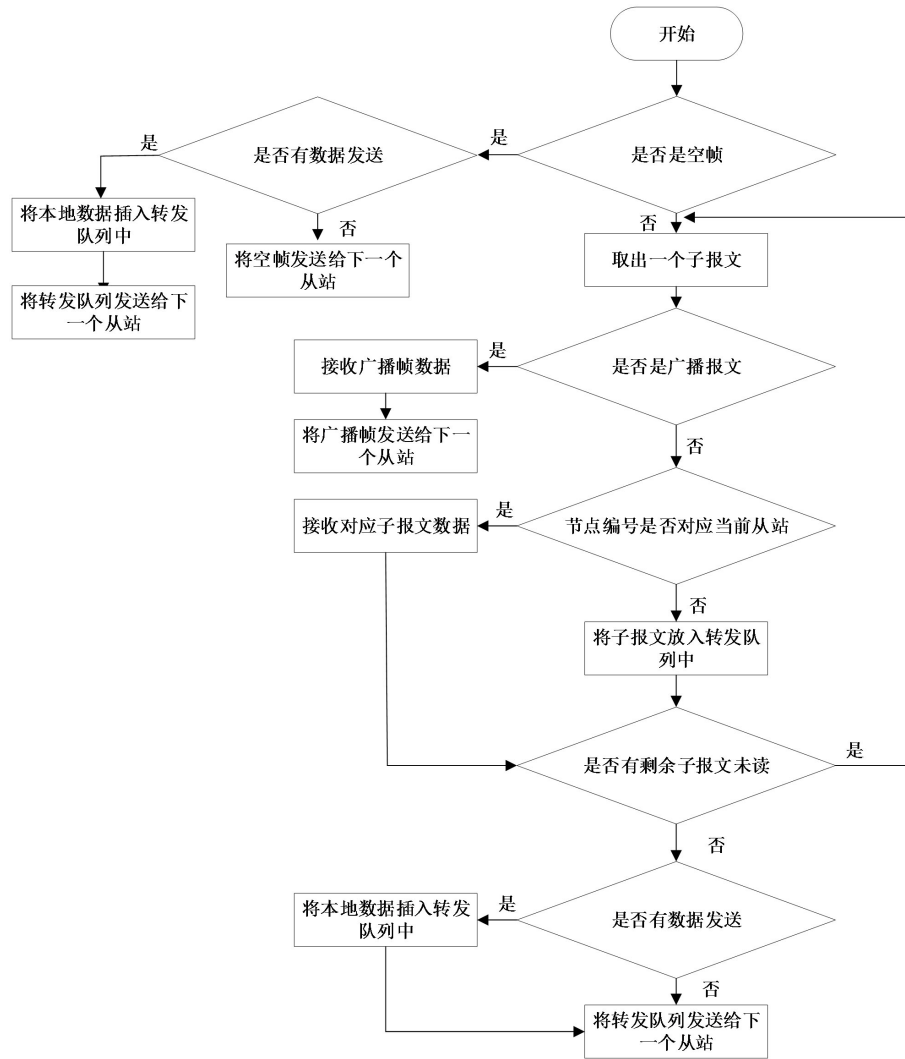 开始
是否是空帧
是
是否有数据发送
是
将本地数据插入转发
队列中
将转发队列发送给下
一个从站
否
将空帧发送给下一个
从站
否
取出一个子报文
是否是广播报文
是
接收广播帧数据
将广播帧发送给下一
个从站
否
节点编号是否对应当前从站
是
接收对应子报文数据
否
将子报文放入转发队
列中
是否有剩余子报文未读
是
否
是否有数据发送
是
将本地数据插入转发
队列中
否
将转发队列发送给下
一个从站